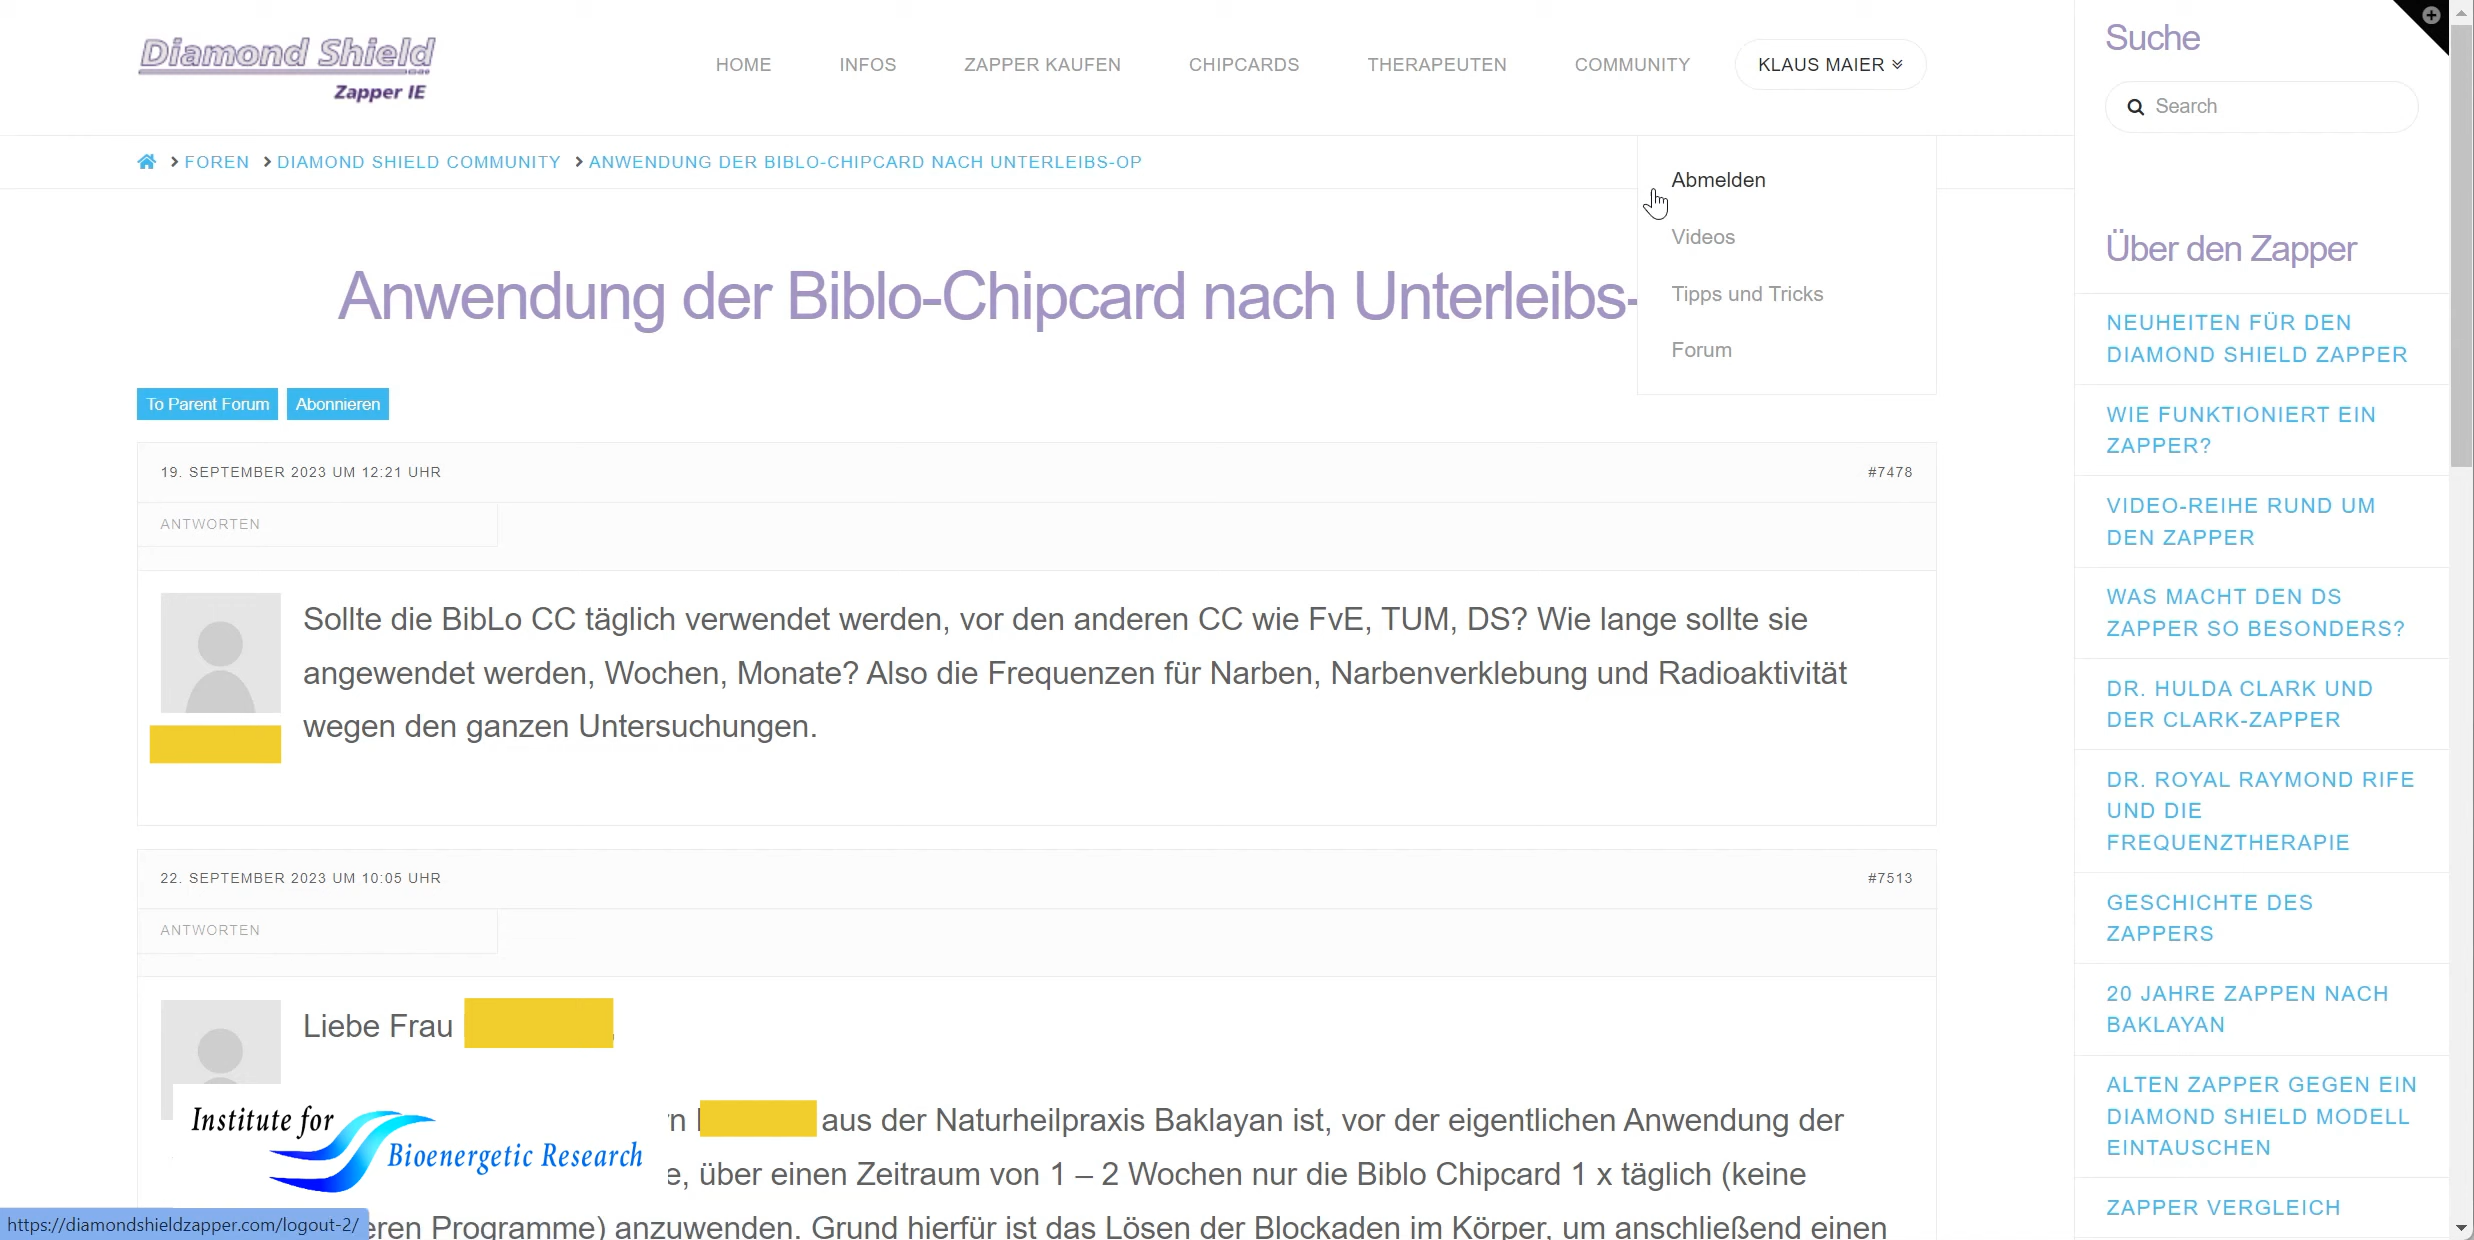 Diamond Shield
Zapper IE
HOME
INFOS
ZAPPER KAUFEN
CHIPCARDS
THERAPEUTEN
COMMUNITY
KLAUS MAIER
FOREN
DIAMOND SHIELD COMMUNITY
ANWENDUNG DER BIBLO-CHIPCARD NACH UNTERLEIBS-OP
Abmelden
Videos
Tipps und Tricks
Forum
Anwendung der Biblo-Chipcard nach Unterleibs-
To Parent Forum
Abonnieren
19. SEPTEMBER 2023 UM 12:21 UHR
#7478
ANTWORTEN
Sollte die BibLo CC täglich verwendet werden, vor den anderen CC wie FvE, TUM, DS? Wie lange sollte sie
angewendet werden, Wochen, Monate? Also die Frequenzen für Narben, Narbenverklebung und Radioaktivität
wegen den ganzen Untersuchungen.
22. SEPTEMBER 2023 UM 10:05 UHR
#7513
ANTWORTEN
Liebe Frau
aus der Naturheilpraxis Baklayan ist, vor der eigentlichen Anwendung der
e, über einen Zeitraum von 1 – 2 Wochen nur die Biblo Chipcard 1 x täglich (keine
eren Programme) anzuwenden. Grund hierfür ist das Lösen der Blockaden im Körper, um anschließend einen
Institute for
Bioenergetic Research
https://diamondshieldzapper.com/logout-2/
Suche
Search
Über den Zapper
NEUHEITEN FÜR DEN
DIAMOND SHIELD ZAPPER
WIE FUNKTIONIERT EIN
ZAPPER?
VIDEO-REIHE RUND UM
DEN ZAPPER
WAS MACHT DEN DS
ZAPPER SO BESONDERS?
DR. HULDA CLARK UND
DER CLARK-ZAPPER
DR. ROYAL RAYMOND RIFE
UND DIE
FREQUENZTHERAPIE
GESCHICHTE DES
ZAPPERS
20 JAHRE ZAPPEN NACH
BAKLAYAN
ALTEN ZAPPER GEGEN EIN
DIAMOND SHIELD MODELL
EINTAUSCHEN
ZAPPER VERGLEICH